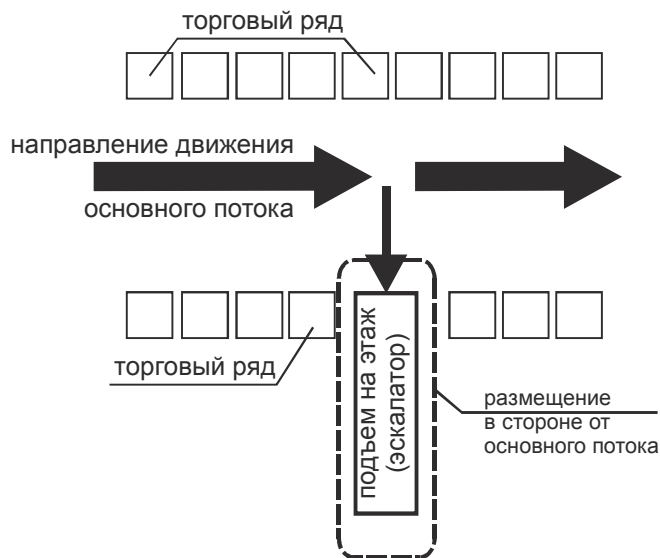 торговый ряд
направление движения
основного потока
подъем на этаж
(эскалатор)
торговый ряд
размещение
в стороне от
основного потока